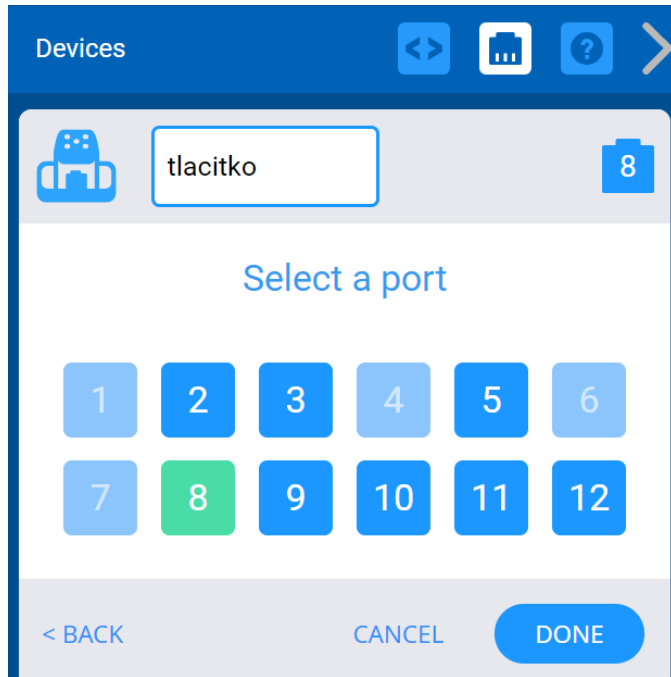 Devices
tlacitko
8
Select a port
1 2 3 4 5 6
7 8 9 10 11 12
< BACK CANCEL DONE